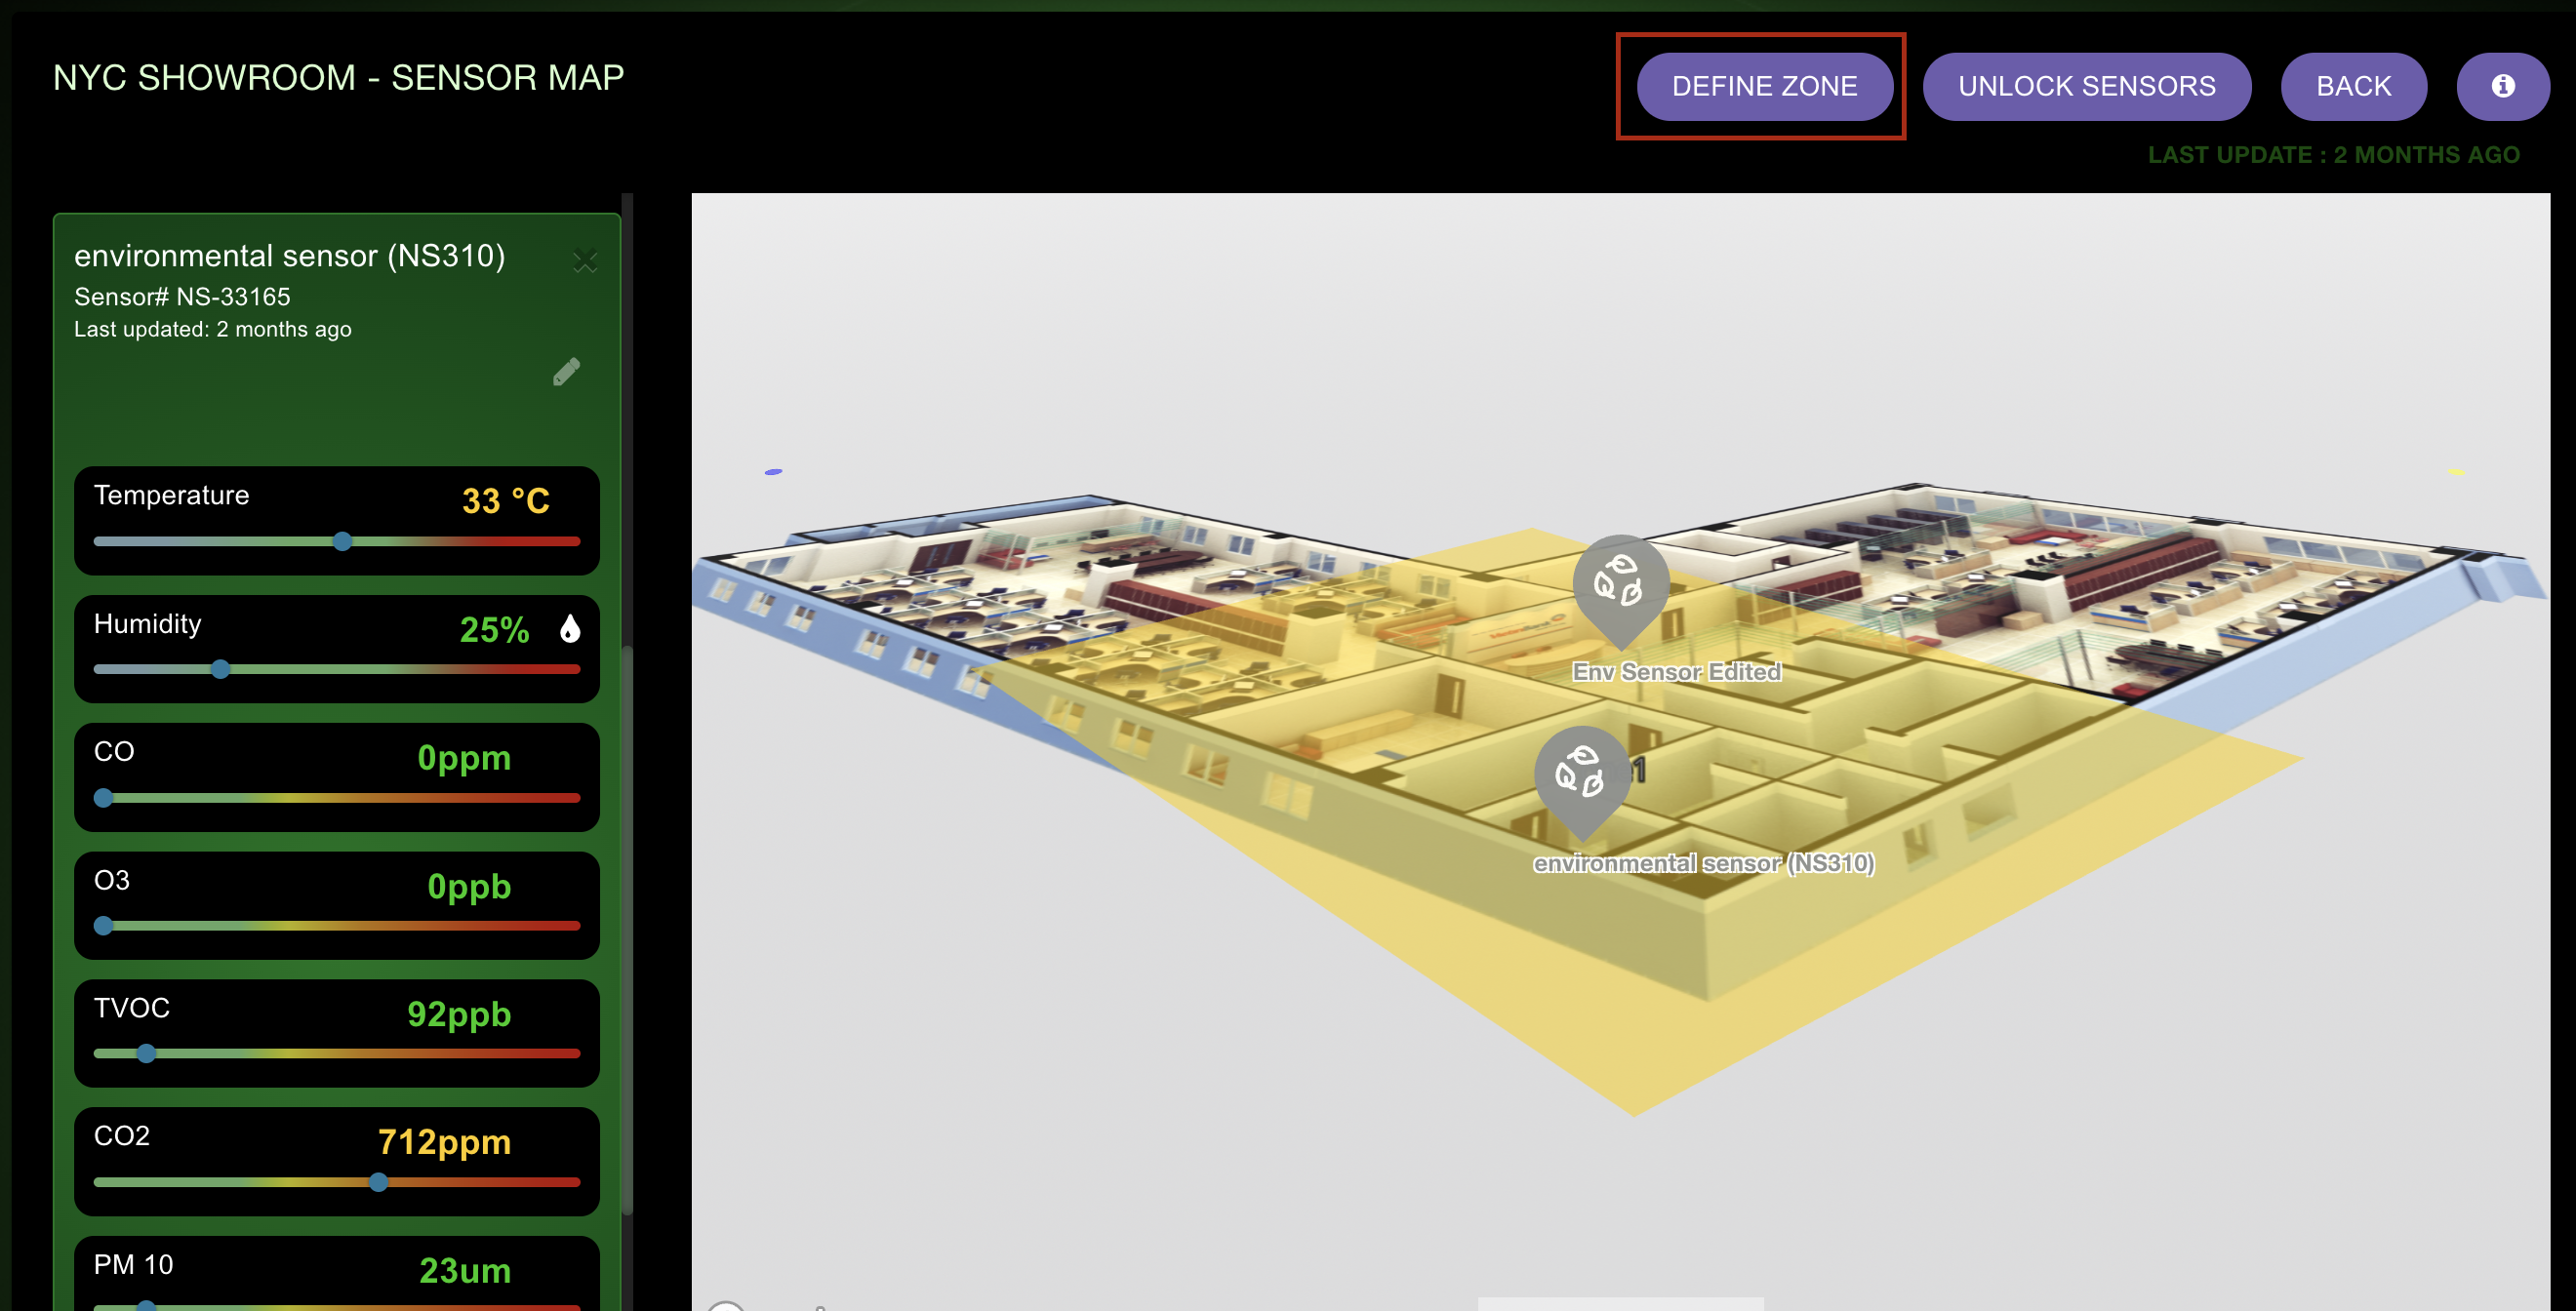 NYC SHOWROOM - SENSOR MAP
DEFINE ZONE
UNLOCK SENSORS
BACK
LAST UPDATE : 2 MONTHS AGO
environmental sensor (NS310)
Sensor# NS-33165
Last updated: 2 months ago
Temperature
33 °C
Humidity
25%
CO
0ppm
O3
0ppb
TVOC
92ppb
CO2
712ppm
PM 10
23um
Env Sensor Edited
environmental sensor (NS310)